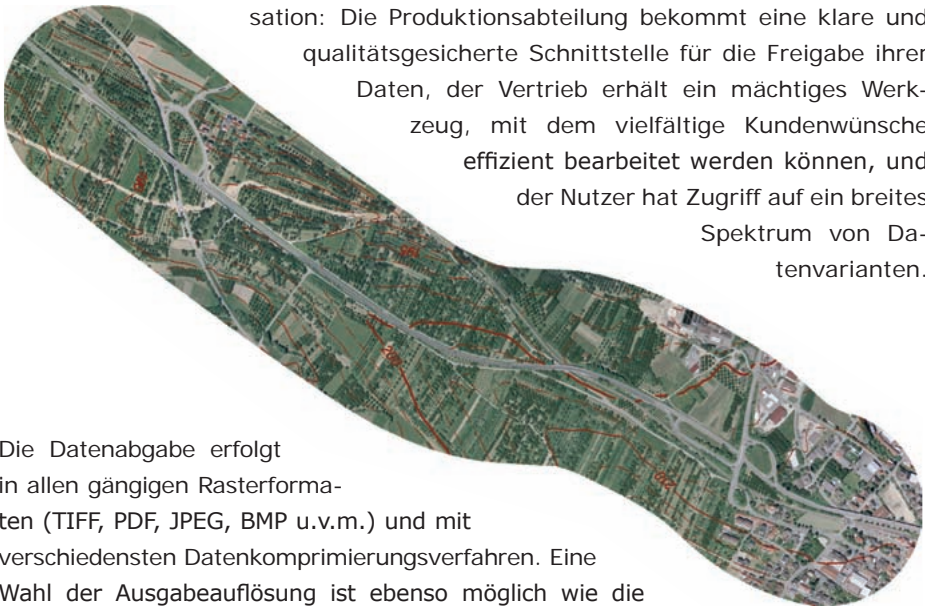 sation: Die Produktionsabteilung bekommt eine klare und
qualitätsgesicherte Schnittstelle für die Freigabe ihrer
Daten, der Vertrieb erhält ein mächtiges Werk-
zeug, mit dem vielfältige Kundenwünsche
effizient bearbeitet werden können, und
der Nutzer hat Zugriff auf ein breites
Spektrum von Da-
tenvarianten.
Die Datenabgabe erfolgt
in allen gängigen Rasterforma-
ten (TIFF, PDF, JPEG, BMP u.v.m.) und mit
verschiedensten Datenkomprimierungsverfahren. Eine
Wahl der Ausgabeauflösung ist ebenso möglich wie die